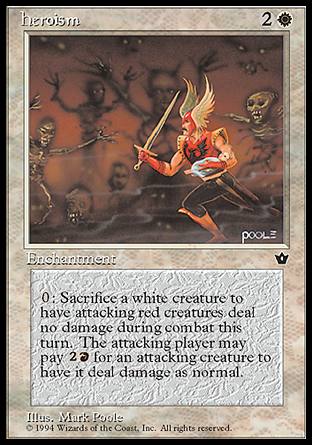 heroism 2
POOLE
Enchantment
0: Sacrifice a white creature to
have attacking red creatures deal
no damage during combat this
turn. The attacking player may
pay 2 for an attacking creature to
have it deal damage as normal.
Illus. Mark Poole
© 1994 Wizards of the Coast, Inc. All rights reserved.